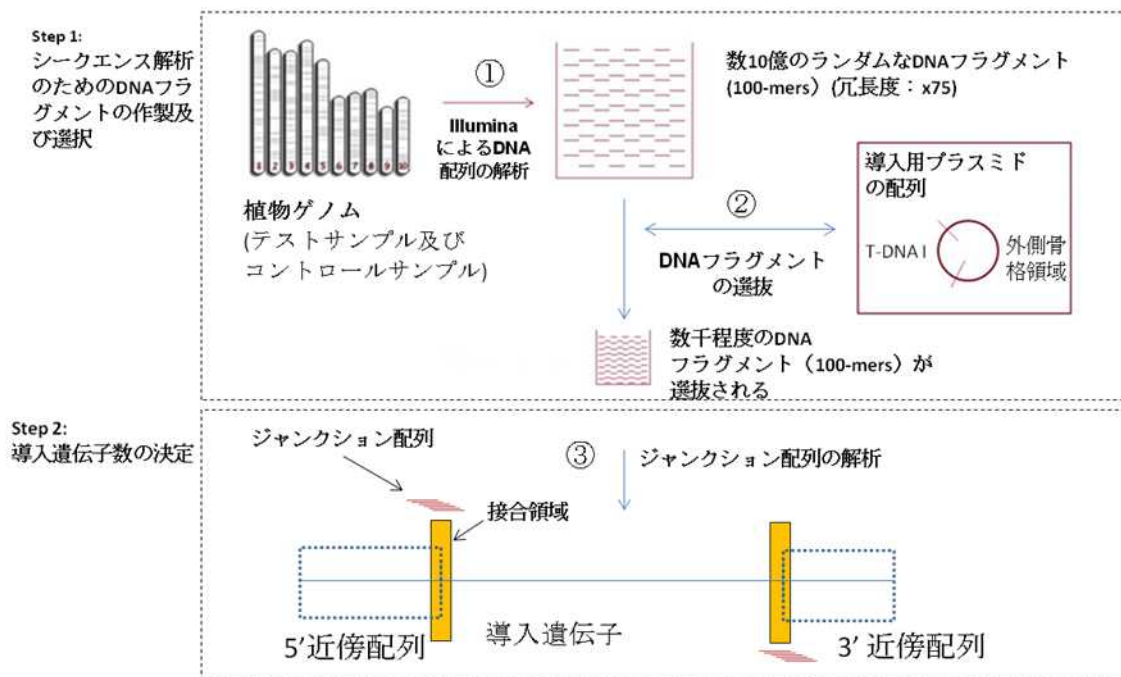 Step 1:
シークエンス解析
のためのDNAフラ
グメントの作製及
び選択
①
Illumina
によるDNA
配列の解析
1 2 3 4 5 6 7 8 9 10
植物ゲノム
(テストサンプル及び
コントロールサンプル)
数10億のランダムなDNAフラグメント
(100-mers) (冗長度：x75)
②
DNAフラグメント
の選抜
導入用プラスミド
の配列
T-DNA I
外側骨
格領域
数千程度のDNA
フラグメント（100-mers）が
選抜される
Step 2:
導入遺伝子数の決定
ジャンクション配列
③
ジャンクション配列の解析
接合領域
5’近傍配列
導入遺伝子
3’ 近傍配列